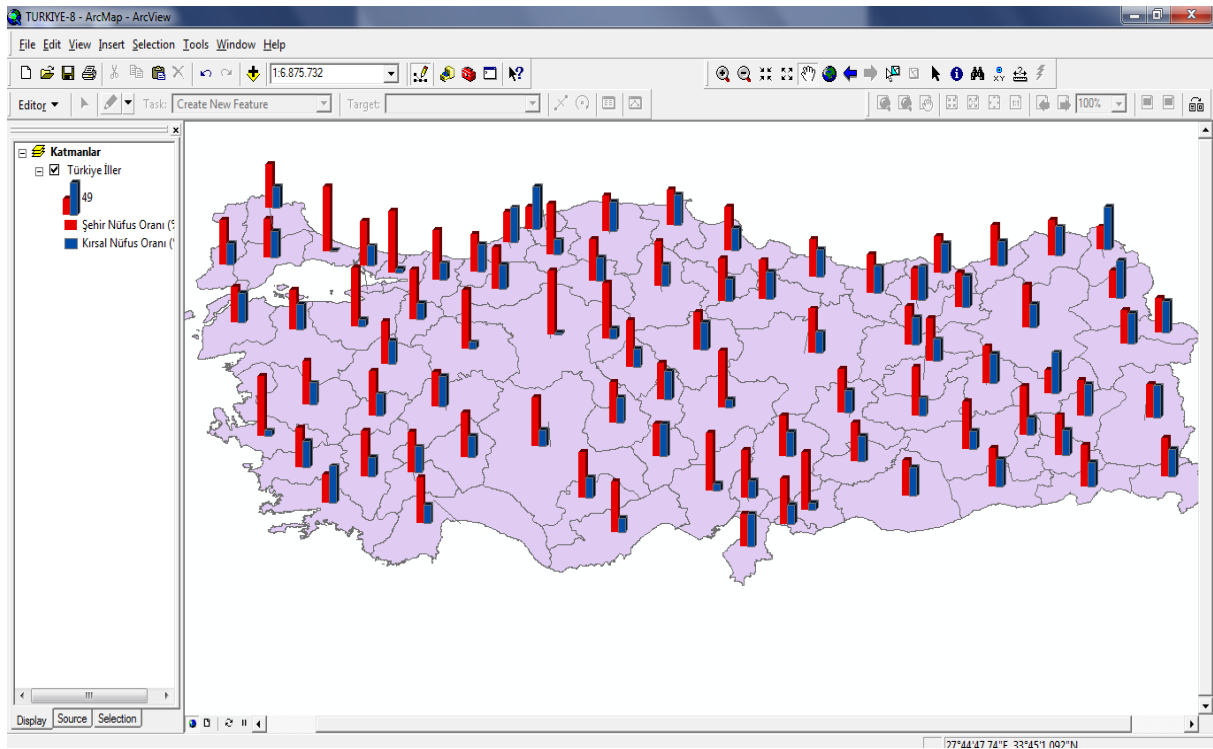 TURKIYE-8 - ArcMap - ArcView
File Edit View Insert Selection Tools Window Help
1:6.875.732
Editor Task: Create New Feature Target: 100%
Katmanlar
Türkiye İller
49
Şehir Nüfus Oranı (
Kırsal Nüfus Oranı (
Display Source Selection
27°44'47,74"E 33°45'1,092"N